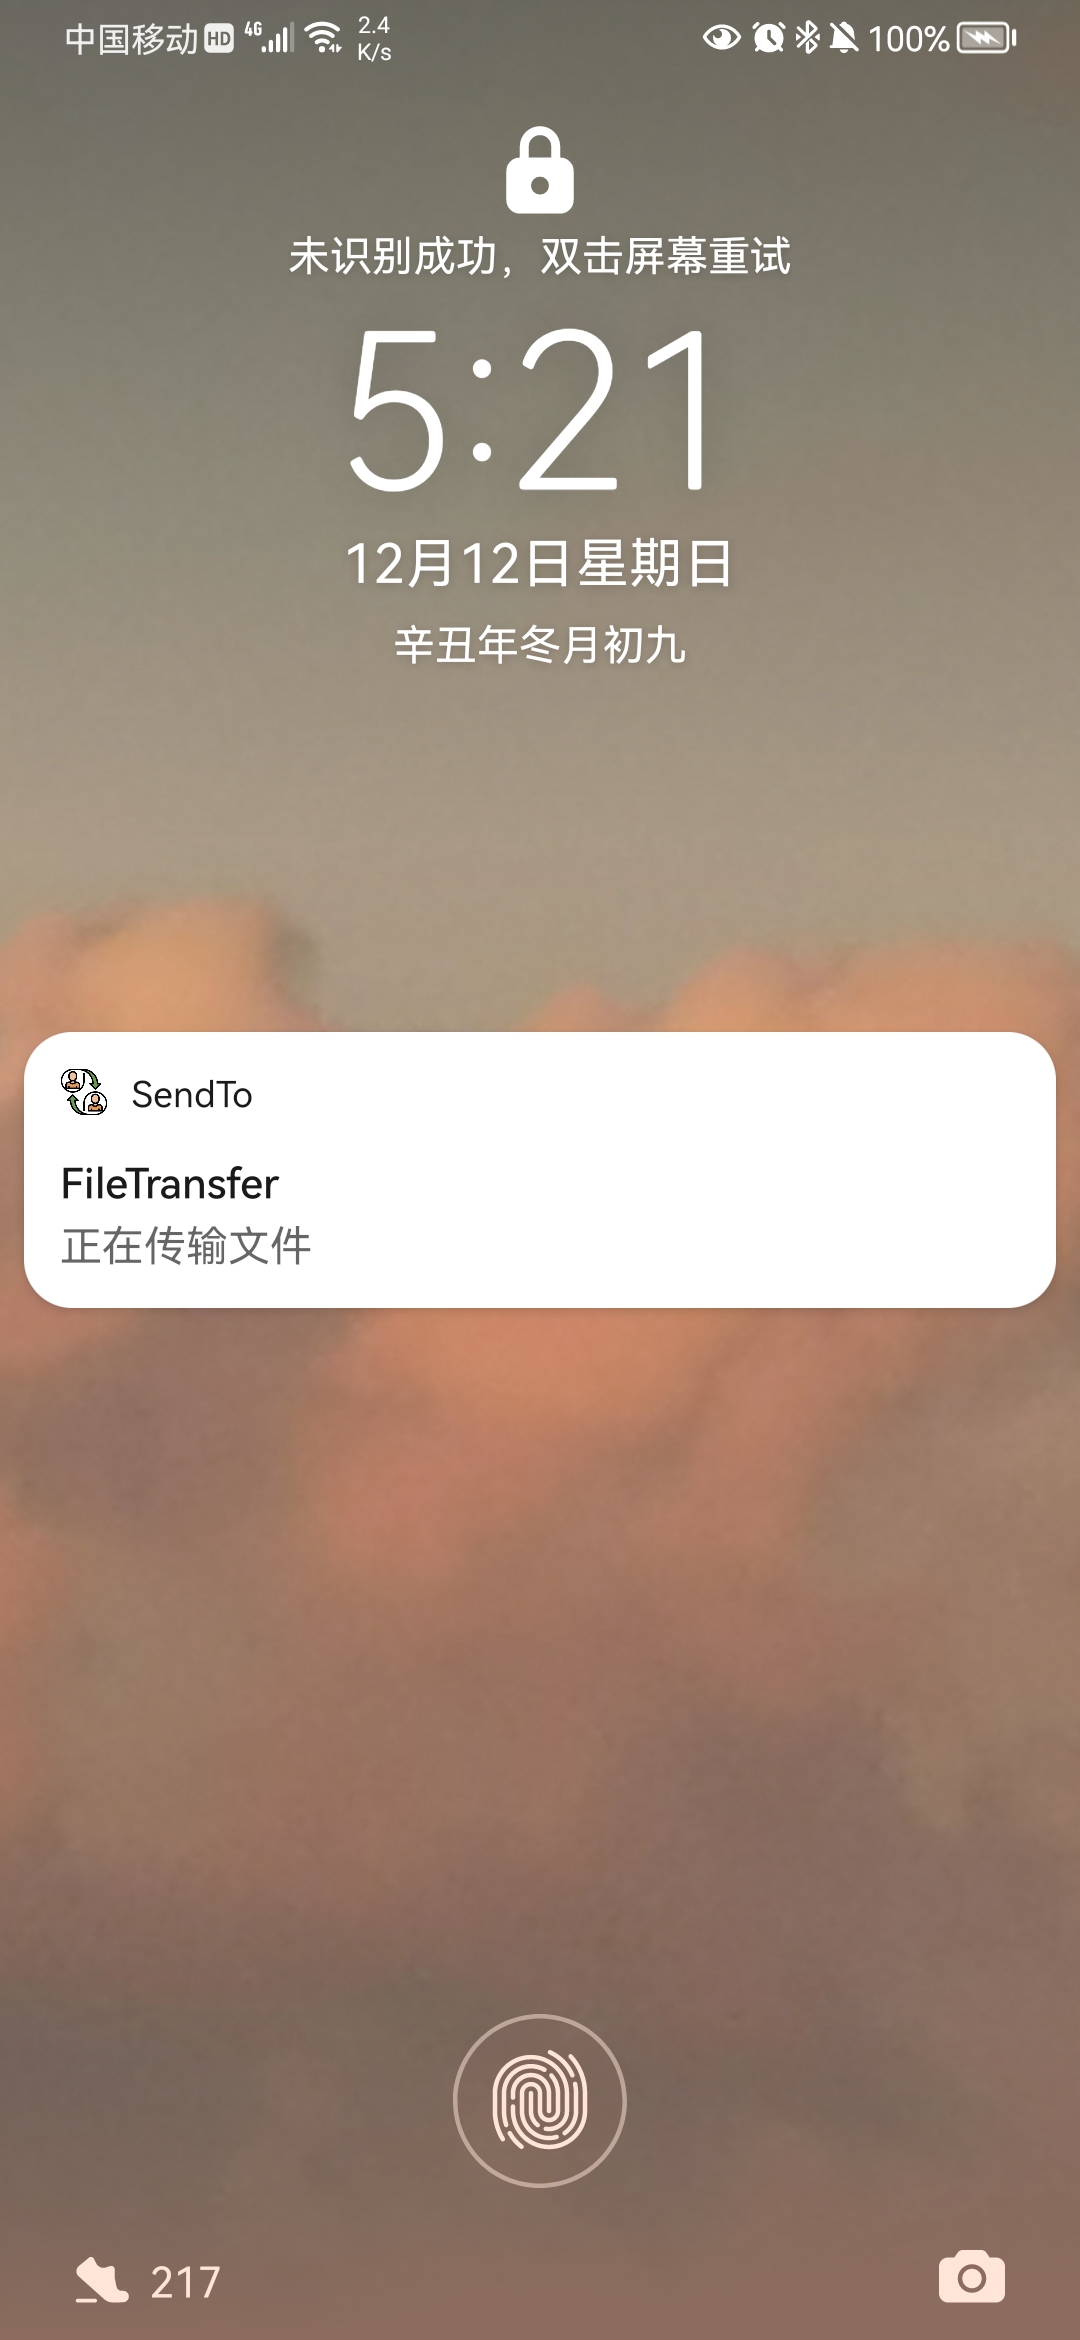 中国移动 HD 4G 2.4 K/s 100%
未识别成功，双击屏幕重试
5:21
12月12日星期日
辛丑年冬月初九
SendTo
FileTransfer
正在传输文件
217